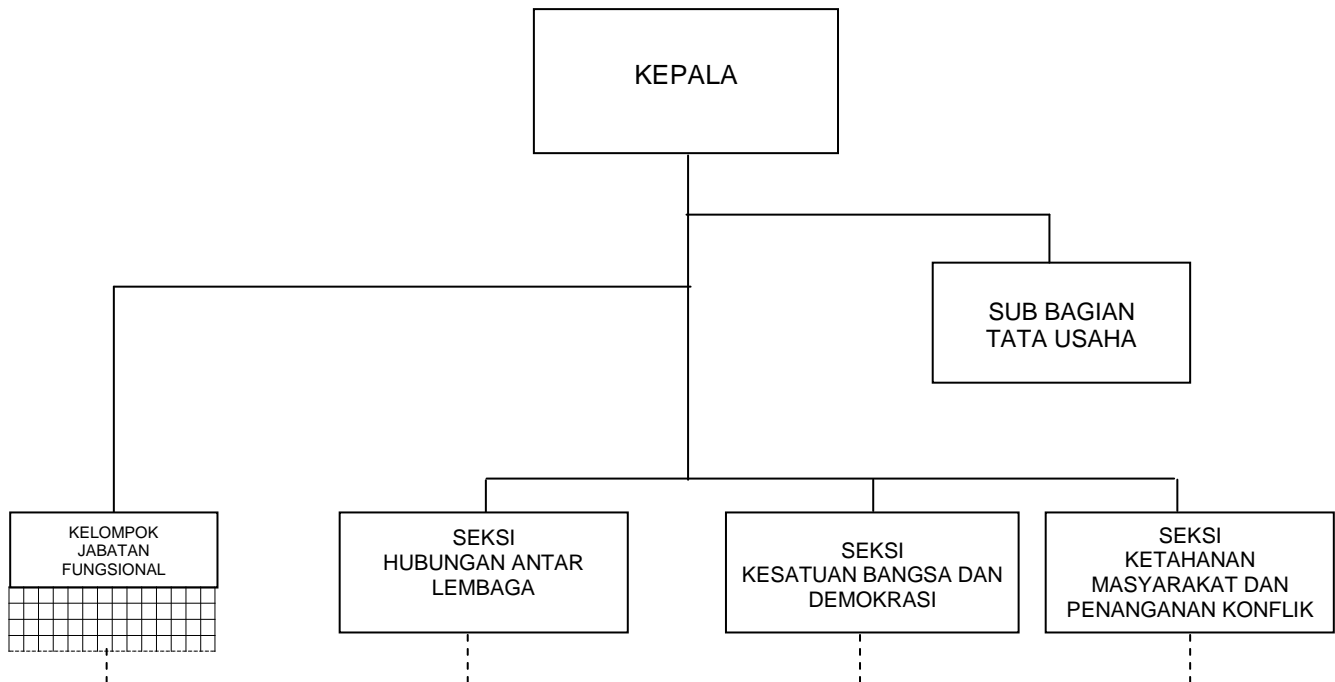 KEPALA
SUB BAGIAN
TATA USAHA
KELOMPOK
JABATAN
FUNGSIONAL
SEKSI
HUBUNGAN ANTAR
LEMBAGA
SEKSI
KESATUAN BANGSA DAN
DEMOKRASI
SEKSI
KETAHANAN
MASYARAKAT DAN
PENANGANAN KONFLIK